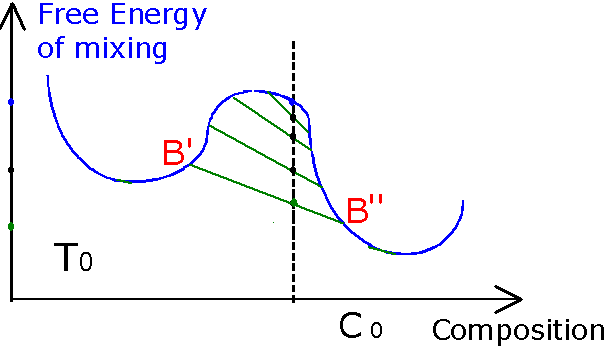 Free Energy
of mixing
B'
B''
T0
C0
Composition